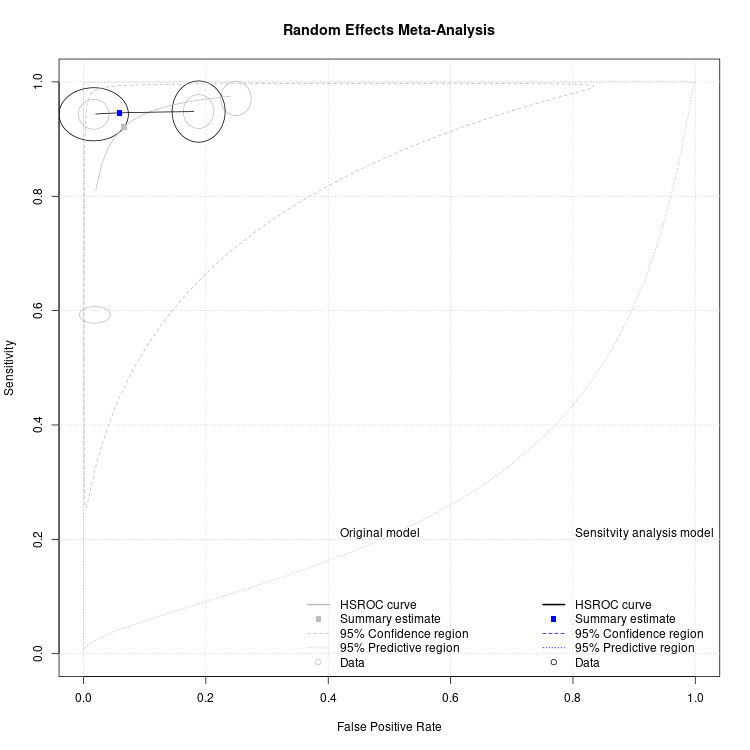 Random Effects Meta-Analysis
1.0
0.8
0.6
0.4
0.2
0.0
Sensitivity
Original model
Sensitvity analysis model
HSROC curve
Summary estimate
95% Confidence region
95% Predictive region
Data
HSROC curve
Summary estimate
95% Confidence region
95% Predictive region
Data
0.0 0.2 0.4 0.6 0.8 1.0
False Positive Rate